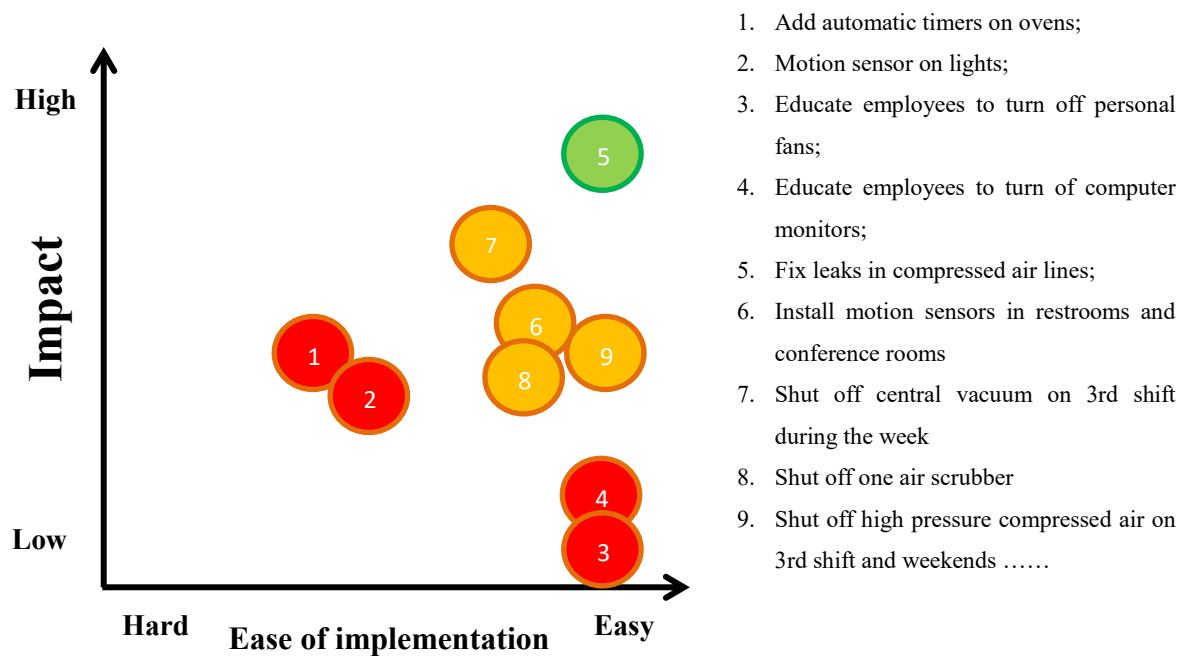 High
Impact
Low
5
7
6
1
9
8
2
4
3
Hard
Ease of implementation
Easy
1. Add automatic timers on ovens;
2. Motion sensor on lights;
3. Educate employees to turn off personal
fans;
4. Educate employees to turn of computer
monitors;
5. Fix leaks in compressed air lines;
6. Install motion sensors in restrooms and
conference rooms
7. Shut off central vacuum on 3rd shift
during the week
8. Shut off one air scrubber
9. Shut off high pressure compressed air on
3rd shift and weekends ……